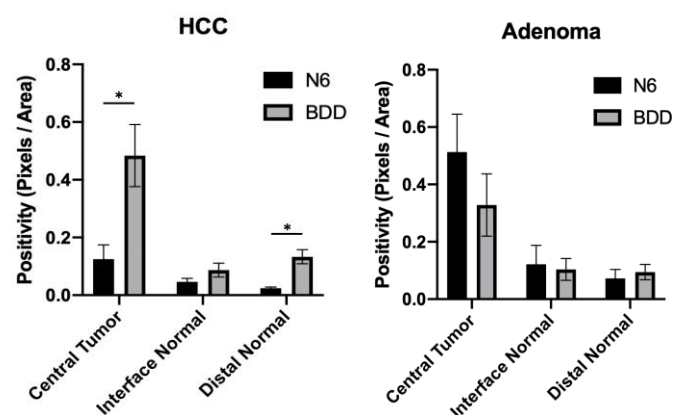 HCC
Positivity (Pixels / Area)
0.8
0.6
0.4
0.2
0.0
*
*
N6
BDD
Central Tumor
Interface Normal
Distal Normal
Adenoma
Positivity (Pixels / Area)
0.8
0.6
0.4
0.2
0.0
N6
BDD
Central Tumor
Interface Normal
Distal Normal